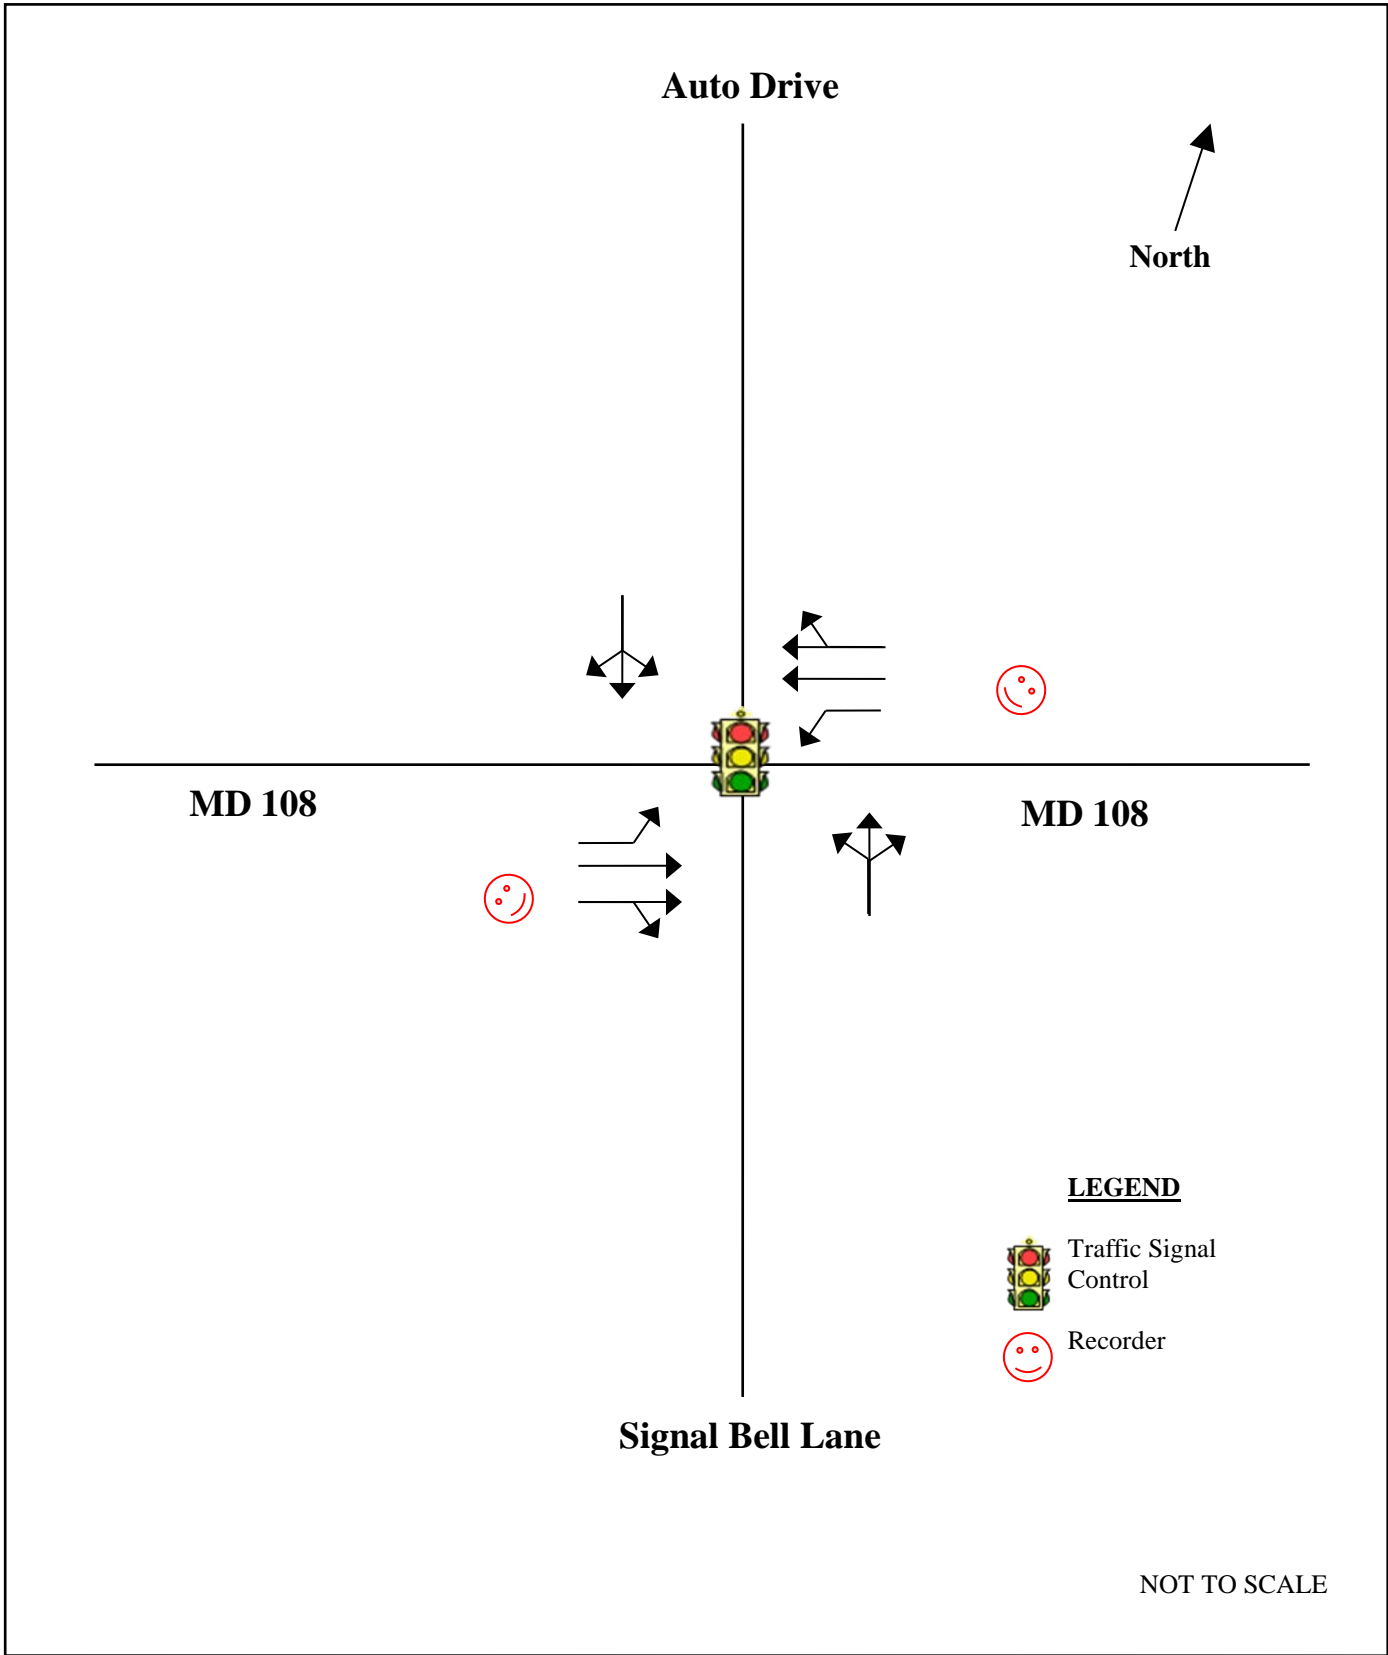 Auto Drive
North
MD 108
MD 108
LEGEND
Traffic Signal
Control
Recorder
Signal Bell Lane
NOT TO SCALE